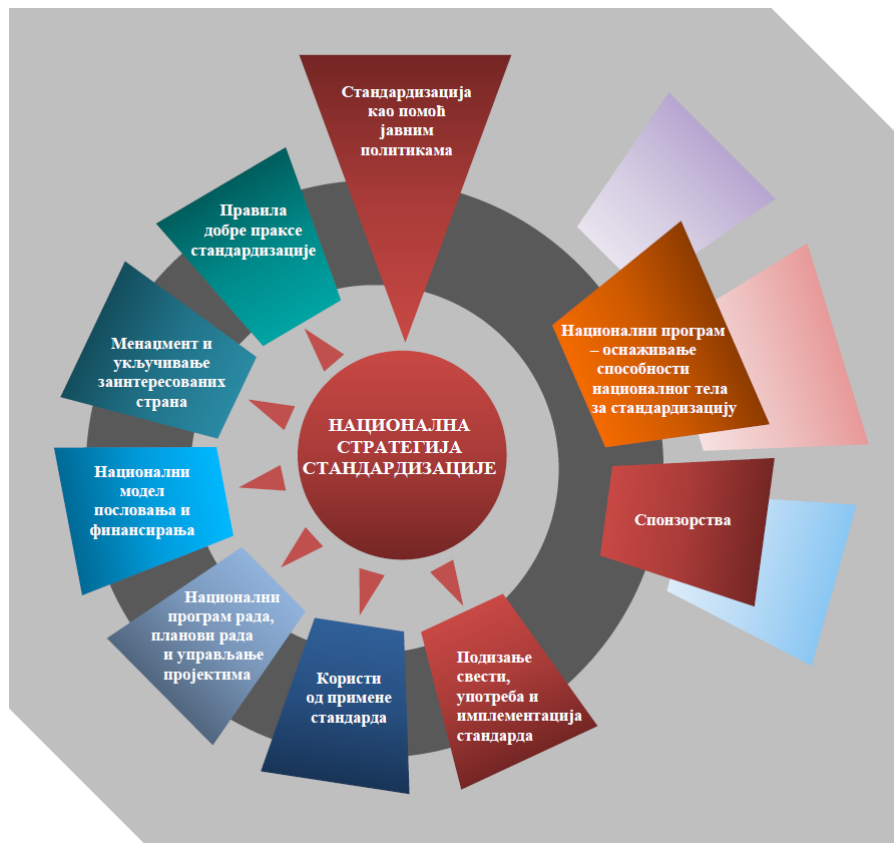 Стандардизација
као помоћ
јавним
политикама
Правила
добре праксе
стандардизације
Национални програм
– оснаживање
способности
националног тела
за стандардизацију
Менаџмент и
укључивање
заинтересованих
страна
НАЦИОНАЛНА
СТРАТЕГИЈА
СТАНДАРДИЗАЦИЈЕ
Национални
модел
пословања и
финансирања
Спонзорства
Национални
програм рада,
планови рада
и управљање
пројектима
Користи
од примене
стандарда
Подизање
свести,
употреба и
имплементација
стандарда